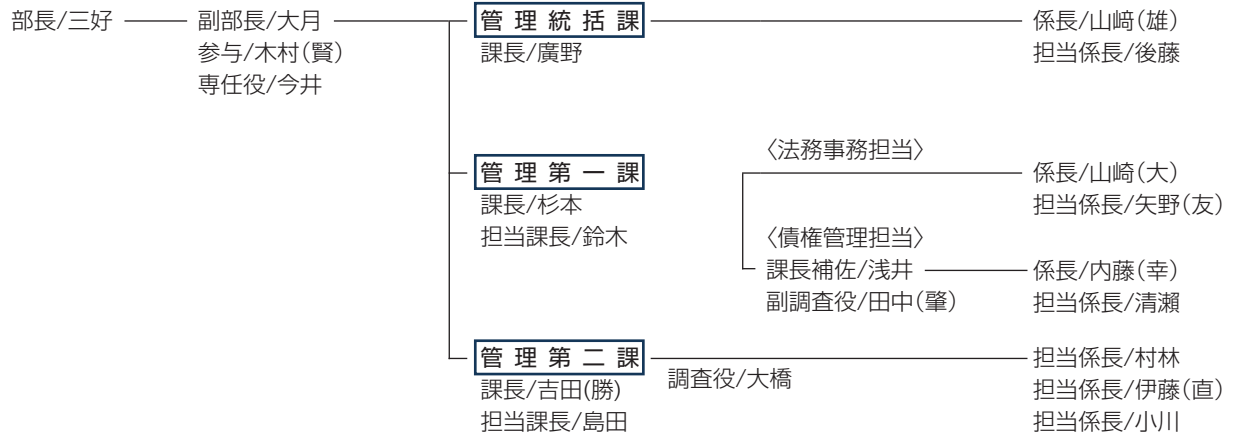 部長/三好
副部長/大月
参与/木村(賢)
専任役/今井
管理統括課
課長/廣野
係長/山﨑(雄)
担当係長/後藤
管理第一課
課長/杉本
担当課長/鈴木
〈法務事務担当〉
係長/山崎(大)
担当係長/矢野(友)
〈債権管理担当〉
課長補佐/浅井
副調査役/田中(肇)
係長/内藤(幸)
担当係長/清瀨
管理第二課
課長/吉田(勝)
担当課長/島田
調査役/大橋
担当係長/村林
担当係長/伊藤(直)
担当係長/小川